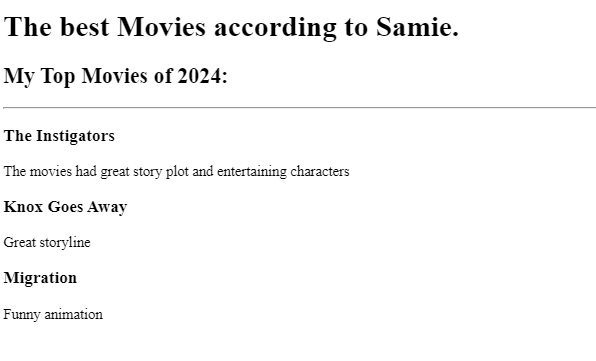 The best Movies according to Samie.
My Top Movies of 2024:
The Instigators
The movies had great story plot and entertaining characters
Knox Goes Away
Great storyline
Migration
Funny animation